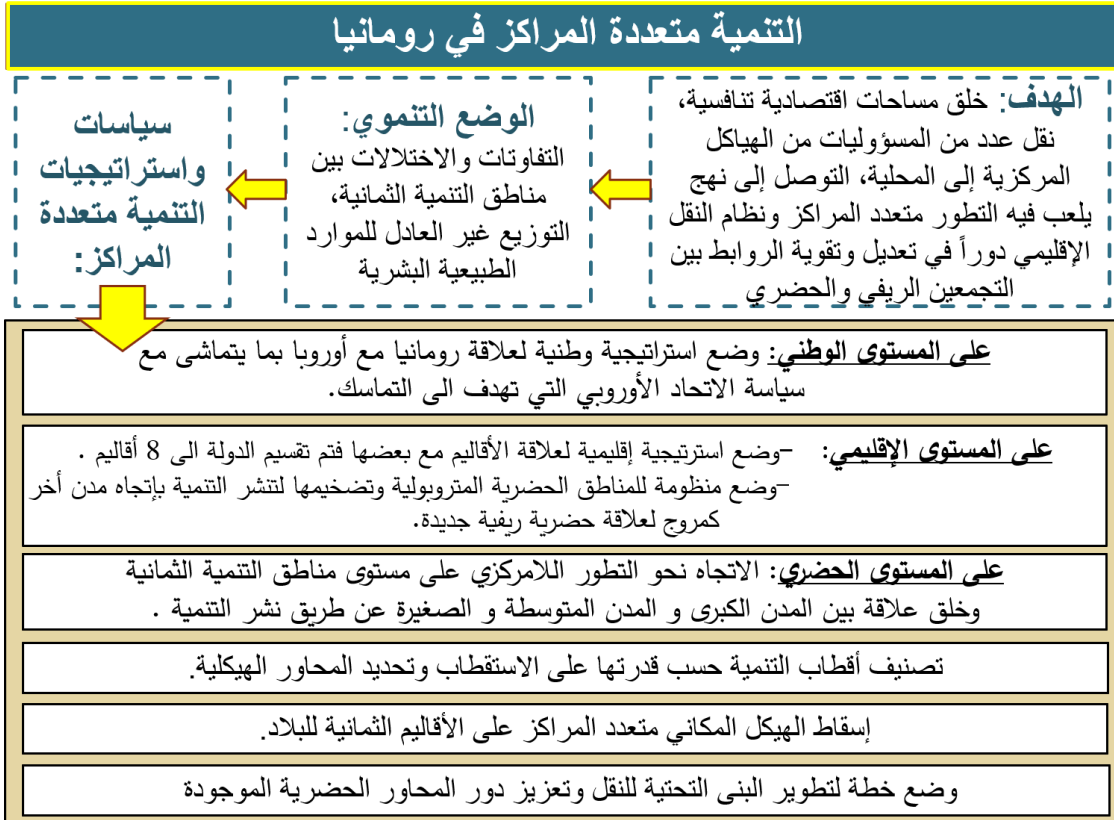 التنمية متعددة المراكز في رومانيا
الهدف: خلق مساحات اقتصادية تنافسية،
نقل عدد من المسؤوليات من الهياكل
المركزية إلى المحلية، التوصل إلى نهج
يلعب فيه التطور متعدد المراكز ونظام النقل
الإقليمي دوراً في تعديل وتقوية الروابط بين
التجمعين الريفي والحضري
الوضع التنموي:
التفاوتات والاختلالات بين
مناطق التنمية الثمانية،
التوزيع غير العادل للموارد
الطبيعية البشرية
سياسات
واستراتيجيات
التنمية متعددة
المراكز:
على المستوى الوطني: وضع استراتيجية وطنية لعلاقة رومانيا مع أوروبا بما يتماشى مع
سياسة الاتحاد الأوروبي التي تهدف الى التماسك.
على المستوى الإقليمي: -وضع استرتيجية إقليمية لعلاقة الأقاليم مع بعضها فتم تقسيم الدولة الى 8 أقاليم .
-وضع منظومة للمناطق الحضرية المتروبولية وتضخيمها لتنشر التنمية بإتجاه مدن أخر
كمروج لعلاقة حضرية ريفية جديدة.
على المستوى الحضري: الاتجاه نحو التطور اللامركزي على مستوى مناطق التنمية الثمانية
وخلق علاقة بين المدن الكبرى و المدن المتوسطة و الصغيرة عن طريق نشر التنمية .
تصنيف أقطاب التنمية حسب قدرتها على الاستقطاب وتحديد المحاور الهيكلية.
إسقاط الهيكل المكاني متعدد المراكز على الأقاليم الثمانية للبلاد.
وضع خطة لتطوير البنى التحتية للنقل وتعزيز دور المحاور الحضرية الموجودة